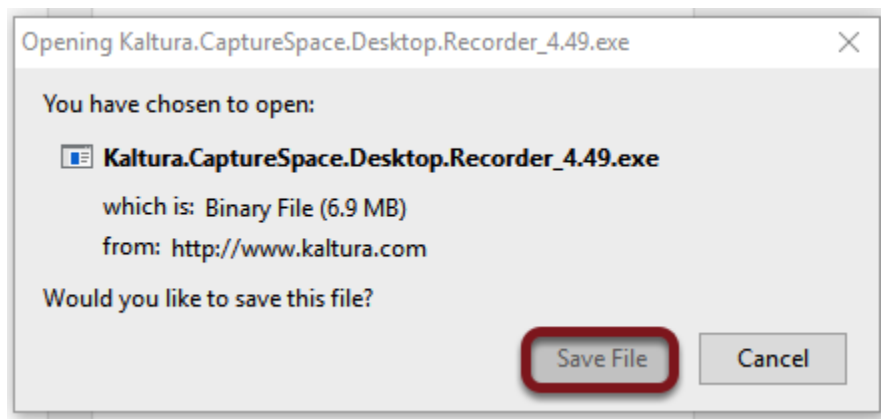 Opening Kaltura.CaptureSpace.Desktop.Recorder_4.49.exe
You have chosen to open:
Kaltura.CaptureSpace.Desktop.Recorder_4.49.exe
which is: Binary File (6.9 MB)
from: http://www.kaltura.com
Would you like to save this file?
Save File Cancel